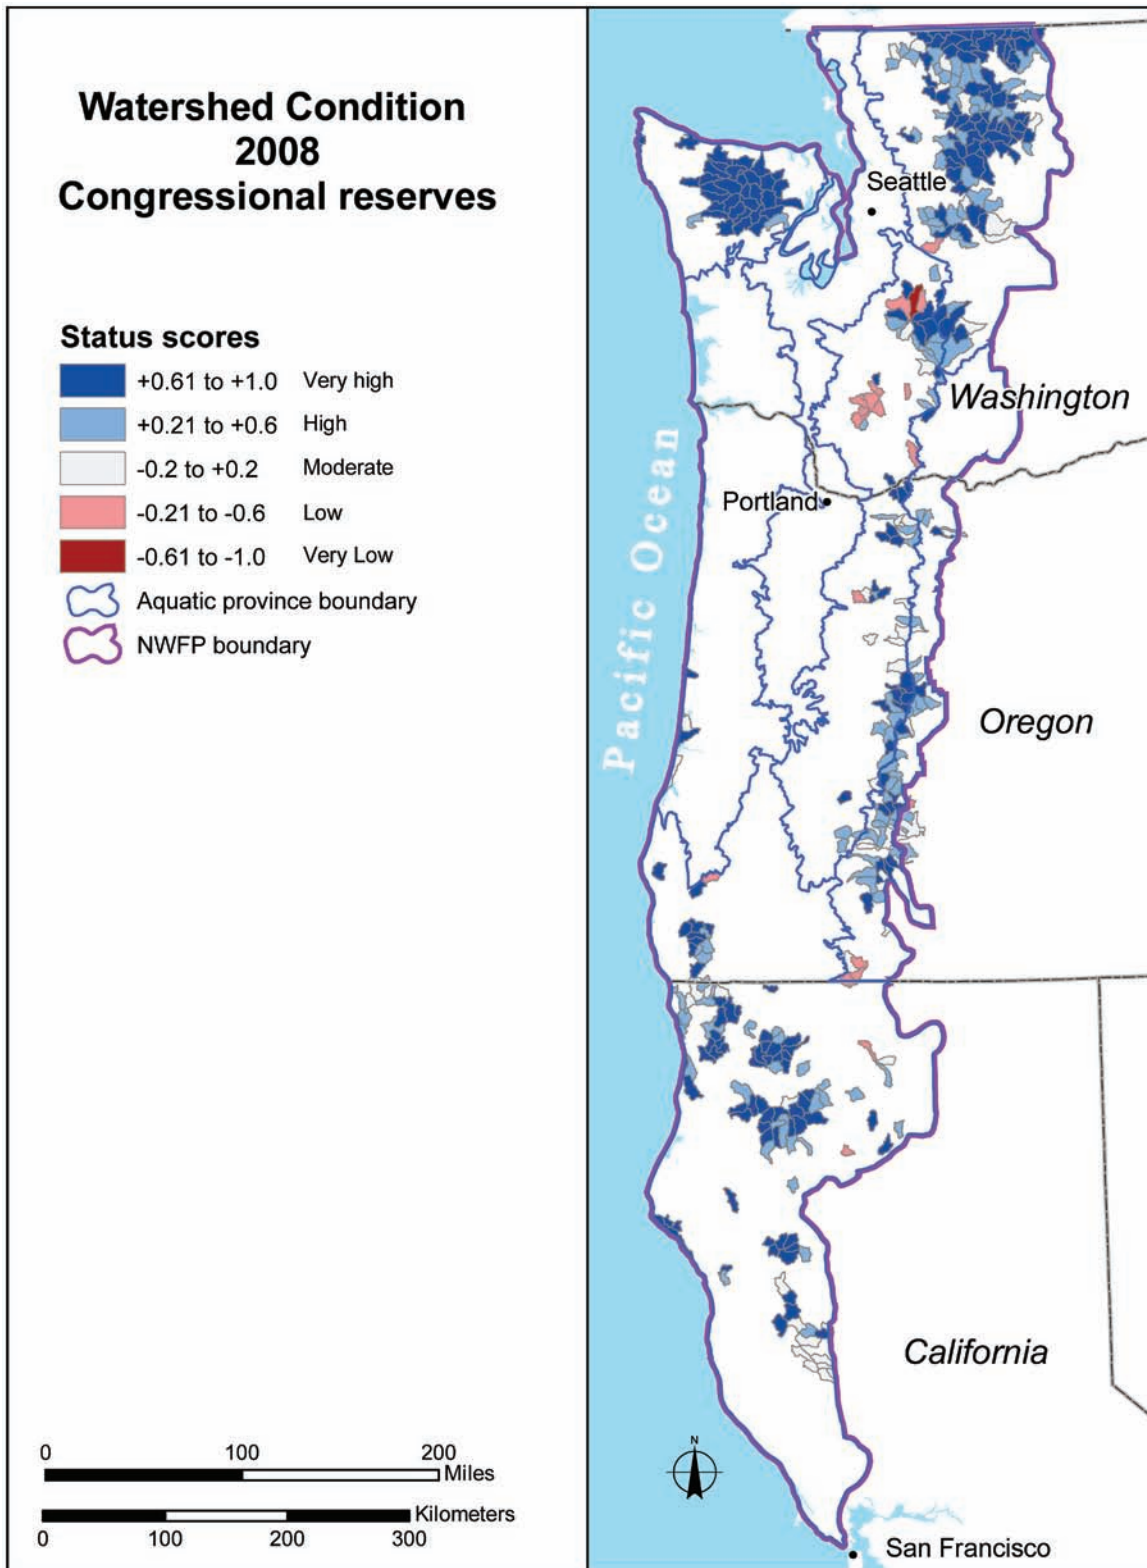 Watershed Condition
2008
Congressional reserves
Status scores
+0.61 to +1.0 Very high
+0.21 to +0.6 High
-0.2 to +0.2 Moderate
-0.21 to -0.6 Low
-0.61 to -1.0 Very Low
Aquatic province boundary
NWFP boundary
0 100 200
Miles
Kilometers
0 100 200 300
Seattle
Washington
Portland
Pacific Ocean
Oregon
California
N
San Francisco